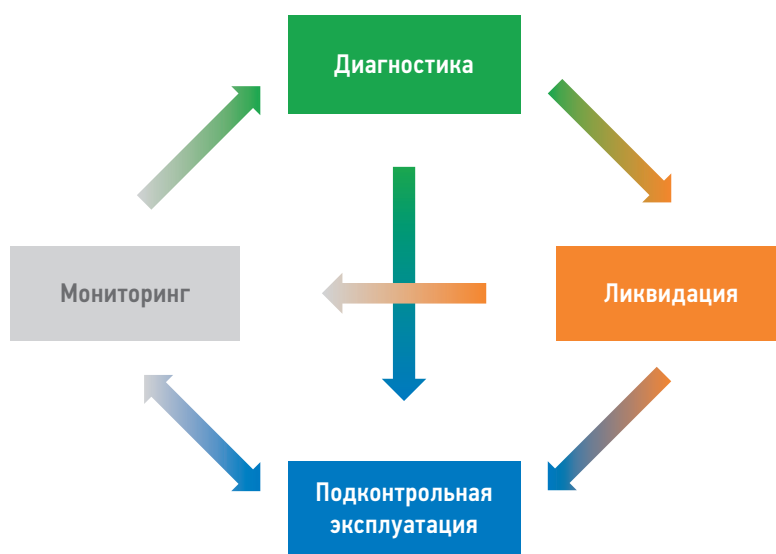 Диагностика
Мониторинг
Ликвидация
Подконтрольная
эксплуатация